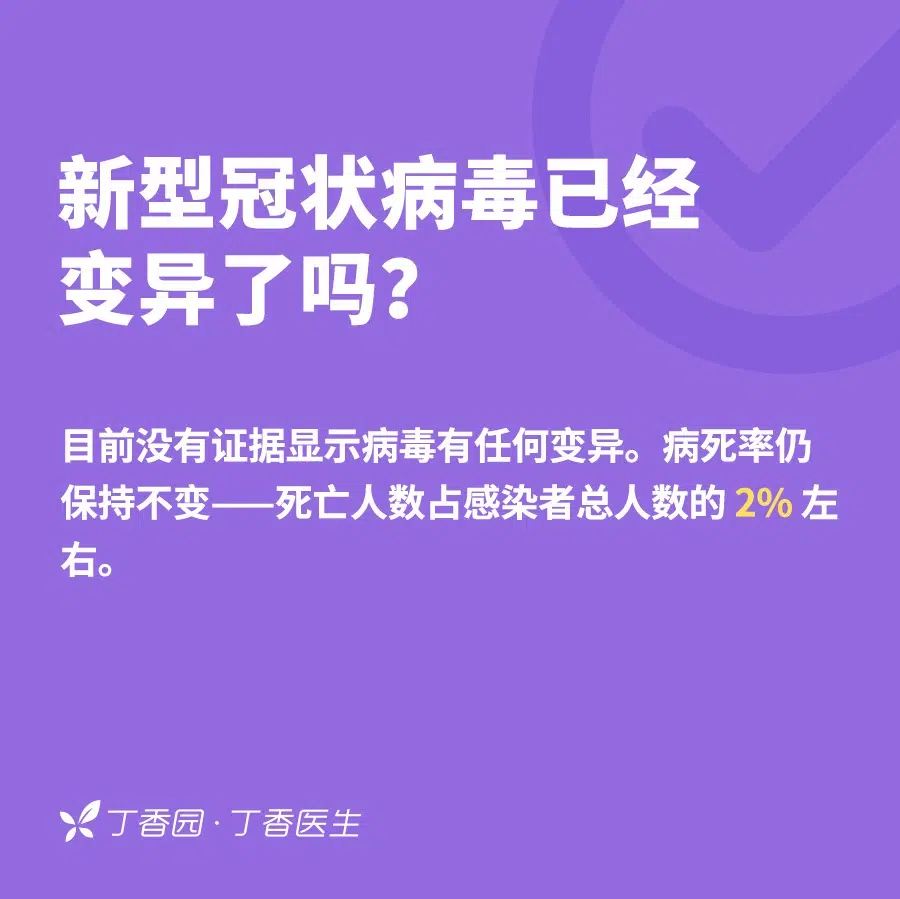 新型冠状病毒已经
变异了吗？
目前没有证据显示病毒有任何变异。病死率仍
保持不变——死亡人数占感染者总人数的 2% 左
右。
丁香园·丁香医生